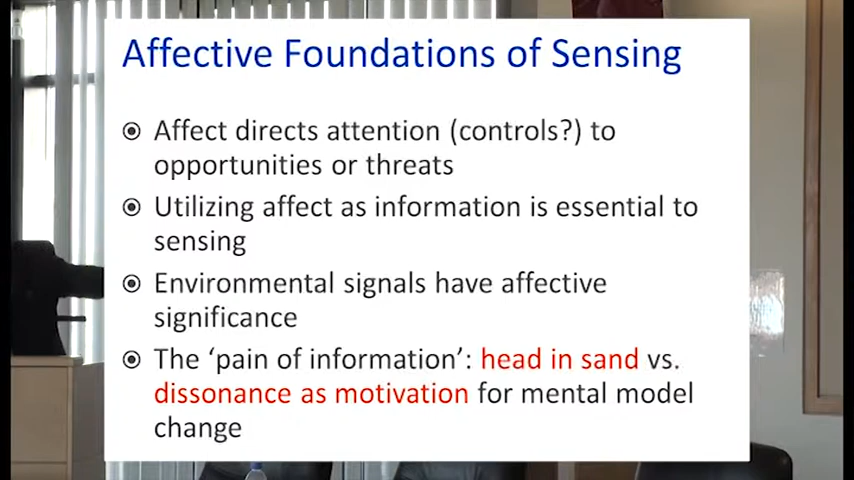 Affective Foundations of Sensing
Affect directs attention (controls?) to
opportunities or threats
Utilizing affect as information is essential to
sensing
Environmental signals have affective
significance
The ‘pain of information’: head in sand vs.
dissonance as motivation for mental model
change